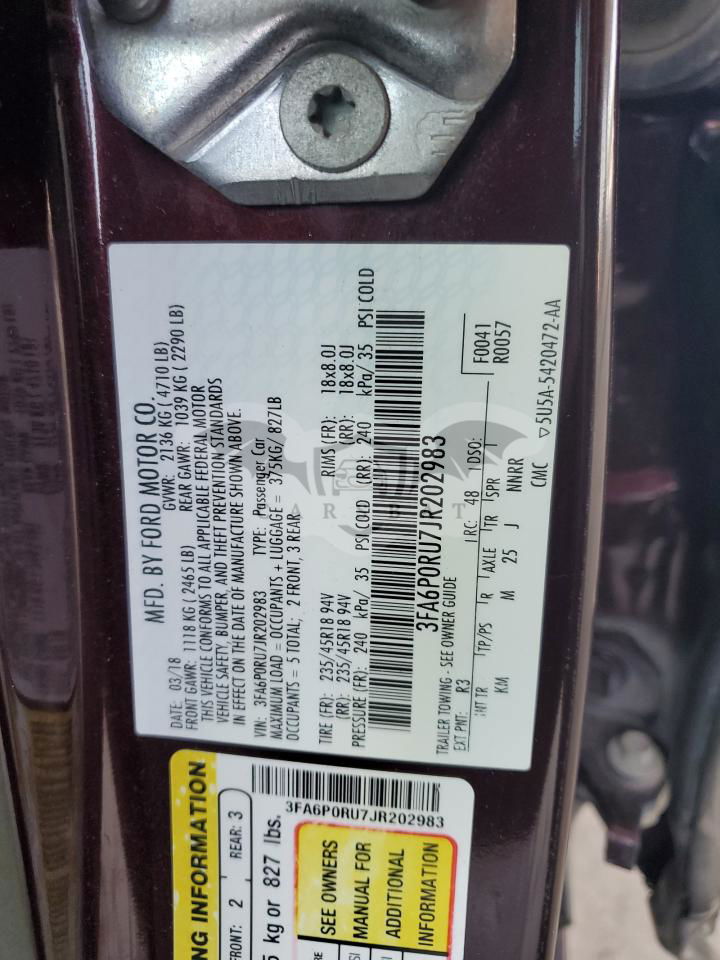 MFD. BY FORD MOTOR CO.
DATE: 03/18 GVWR: 2136 KG ( 4710 LB)
FRONT GAWR: 1118 KG ( 2465 LB) REAR GAWR: 1039 KG ( 2290 LB)
THIS VEHICLE CONFORMS TO ALL APPLICABLE FEDERAL MOTOR
VEHICLE SAFETY, BUMPER, AND THEFT PREVENTION STANDARDS
IN EFFECT ON THE DATE OF MANUFACTURE SHOWN ABOVE.
VIN: 3FA6P0RU7JR202983 TYPE: Passenger Car
MAXIMUM LOAD = OCCUPANTS + LUGGAGE = 375KG/ 827LB
OCCUPANTS = 5 TOTAL; 2 FRONT, 3 REAR
TIRE (FR): 235/45R18 94V RIMS (FR): 18x8.0J
(RR): 235/45R18 94V (RR): 18x8.0J
PRESSURE (FR): 240 kPa/ 35 PSI COLD (RR): 240 kPa/ 35 PSI COLD
3FA6P0RU7JR202983
TRAILER TOWING - SEE OWNER GUIDE
EXT PNT: R3 RC: 48 DSO: F0041
R0057
INT TR TP/PS R AXLE TR SPR
KM M 25 J NNRR
CMC ▽5U5A-5420472-AA
NG INFORMATION
FRONT: 2 REAR: 3
5 kg or 827 lbs.
3FA6P0RU7JR202983
SEE OWNERS
MANUAL FOR
ADDITIONAL
INFORMATION